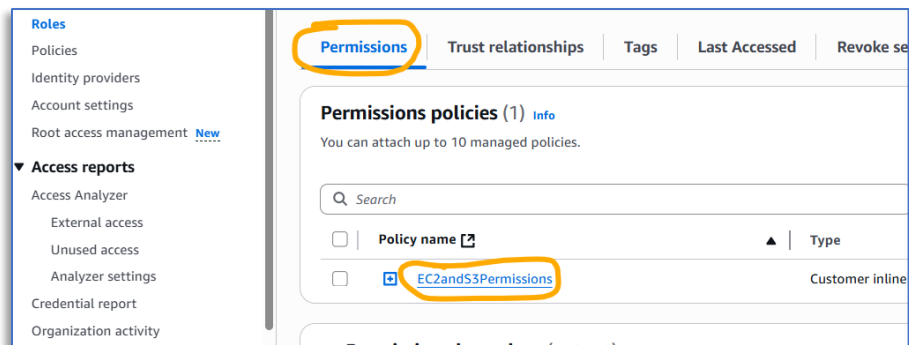 Roles
Policies
Identity providers
Account settings
Root access management New
Access reports
Access Analyzer
External access
Unused access
Analyzer settings
Credential report
Organization activity
Permissions Trust relationships Tags Last Accessed Revoke se
Permissions policies (1) Info
You can attach up to 10 managed policies.
Search
Policy name Type
EC2andS3Permissions Customer inline